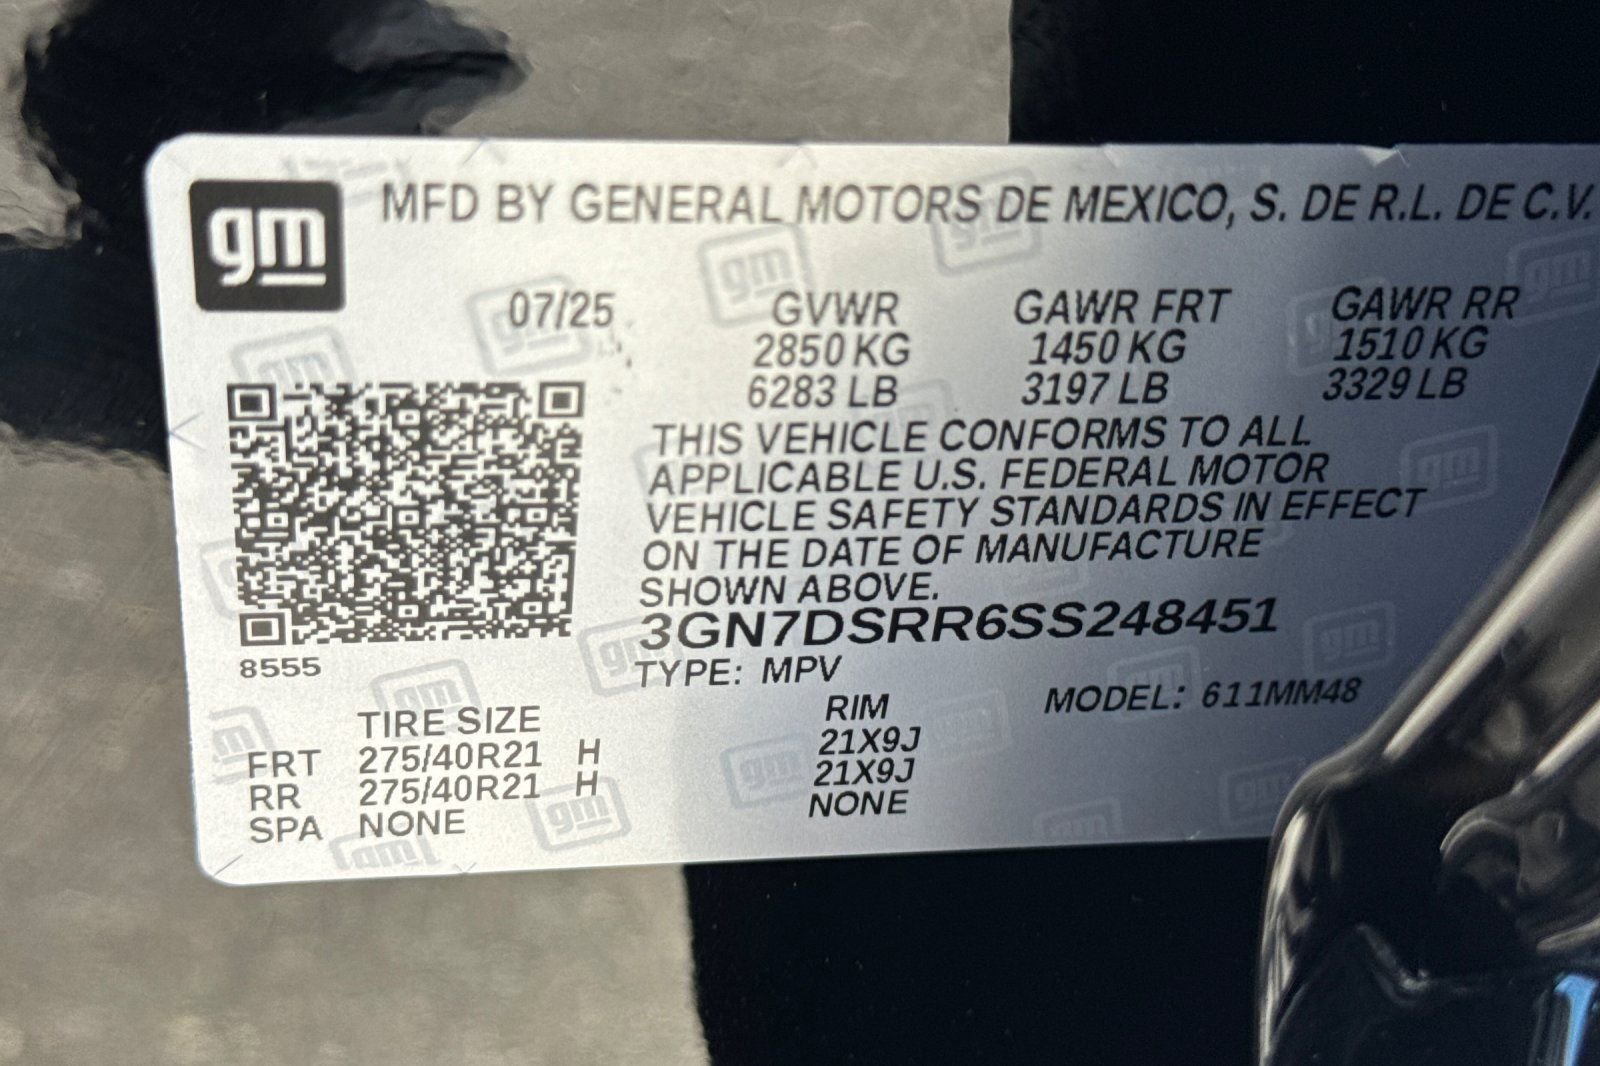 gm MFD BY GENERAL MOTORS DE MEXICO, S. DE R.L. DE C.V.
07/25 GVWR GAWR FRT GAWR RR
2850 KG 1450 KG 1510 KG
6283 LB 3197 LB 3329 LB
THIS VEHICLE CONFORMS TO ALL
APPLICABLE U.S. FEDERAL MOTOR
VEHICLE SAFETY STANDARDS IN EFFECT
ON THE DATE OF MANUFACTURE
SHOWN ABOVE.
3GN7DSRR6SS248451
8555
TYPE: MPV MODEL: 611MM48
TIRE SIZE RIM
FRT 275/40R21 H 21X9J
RR 275/40R21 H 21X9J
SPA NONE NONE